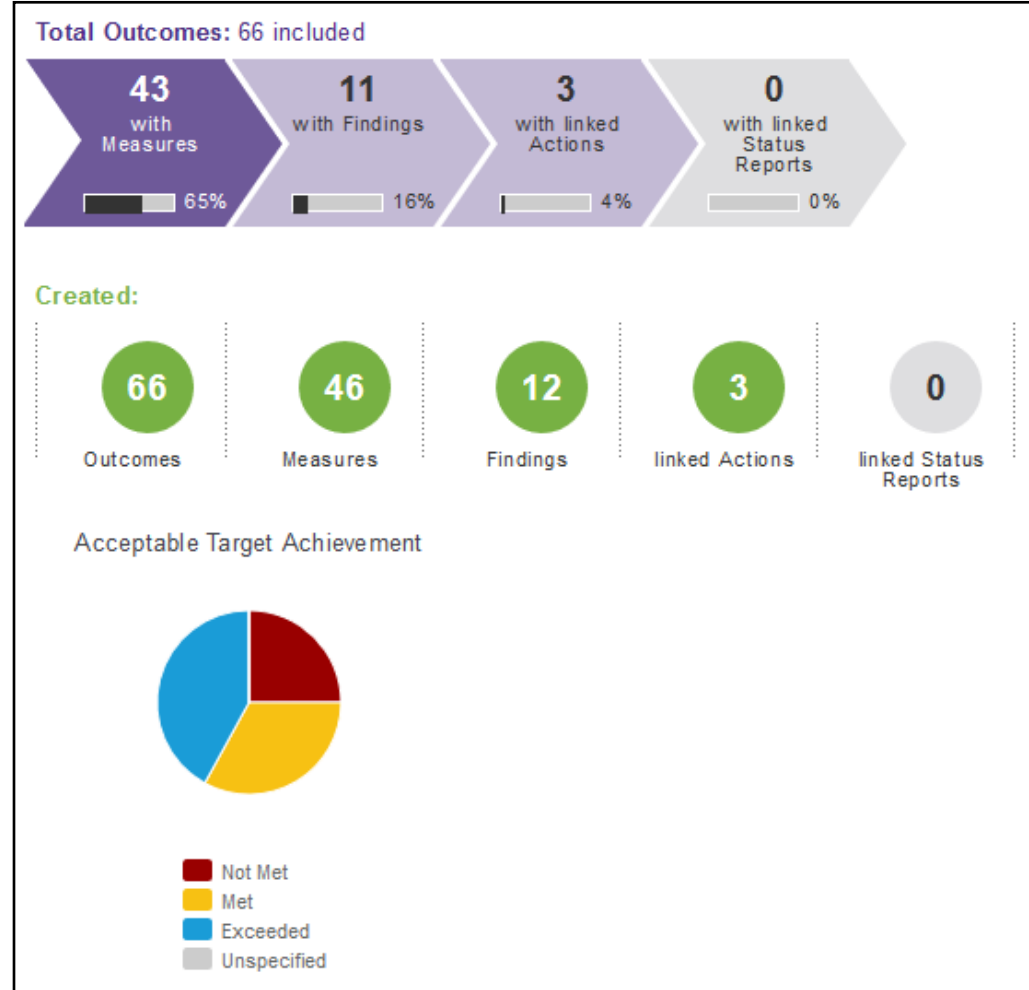 Total Outcomes: 66 included
43
with
Measures
65%
11
with Findings
16%
3
with linked
Actions
4%
0
with linked
Status
Reports
0%
Created:
66
Outcomes
46
Measures
12
Findings
3
linked Actions
0
linked Status
Reports
Acceptable Target Achievement
Not Met
Met
Exceeded
Unspecified